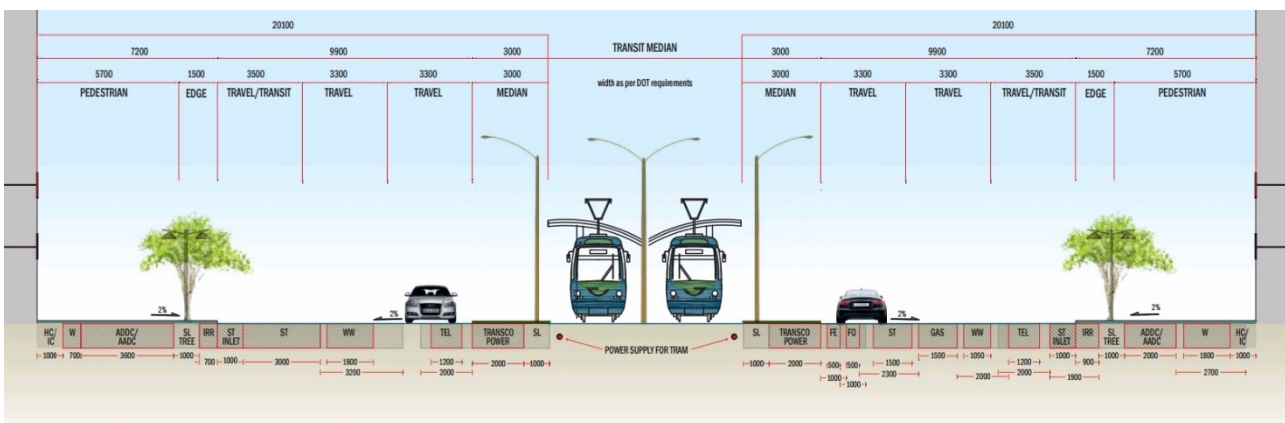 20100 20100
7200 9900 3000 TRANSIT MEDIAN 3000 9900 7200
5700 1500 3500 3300 3300 3000 width as per DOT requirements 3000 3300 3300 3500 1500 5700
PEDESTRIAN EDGE TRAVEL/TRANSIT TRAVEL TRAVEL MEDIAN MEDIAN TRAVEL TRAVEL TRAVEL/TRANSIT EDGE PEDESTRIAN
2% 2% 2% 2%
HC/ W ADDC/ SL IRR ST ST WW TEL TRANSCO SL SL TRANSCO FE FO ST GAS WW TEL ST IRR SL ADDC/ W HC/
IC AADC TREE INLET POWER POWER INLET TREE AADC IC
POWER SUPPLY FOR TRAM
1000 700 3600 1000 700 1000 3000 1800 1200 2000 1000 1000 2000 500 500 1500 1500 1050 1200 1000 900 1000 2000 1800 1000
3200 2000 1000 1000 2300 2000 2000 1900 2700